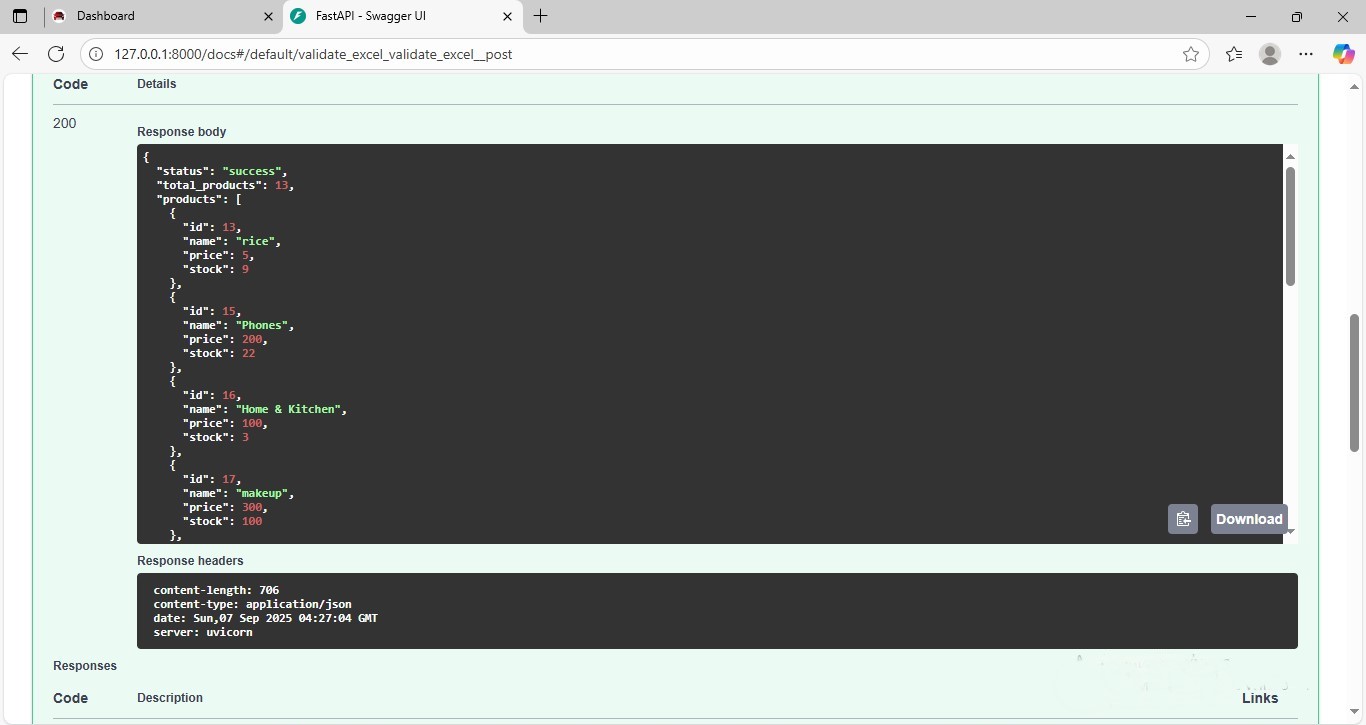 Dashboard
FastAPI - Swagger UI
127.0.0.1:8000/docs#/default/validate_excel_validate_excel__post
Code Details
200
Response body
{
"status": "success",
"total_products": 13,
"products": [
{
"id": 13,
"name": "rice",
"price": 5,
"stock": 9
},
{
"id": 15,
"name": "Phones",
"price": 200,
"stock": 22
},
{
"id": 16,
"name": "Home & Kitchen",
"price": 100,
"stock": 3
},
{
"id": 17,
"name": "makeup",
"price": 300,
"stock": 100
},
Download
Response headers
content-length: 706
content-type: application/json
date: Sun,07 Sep 2025 04:27:04 GMT
server: uvicorn
Responses
Code Description Links